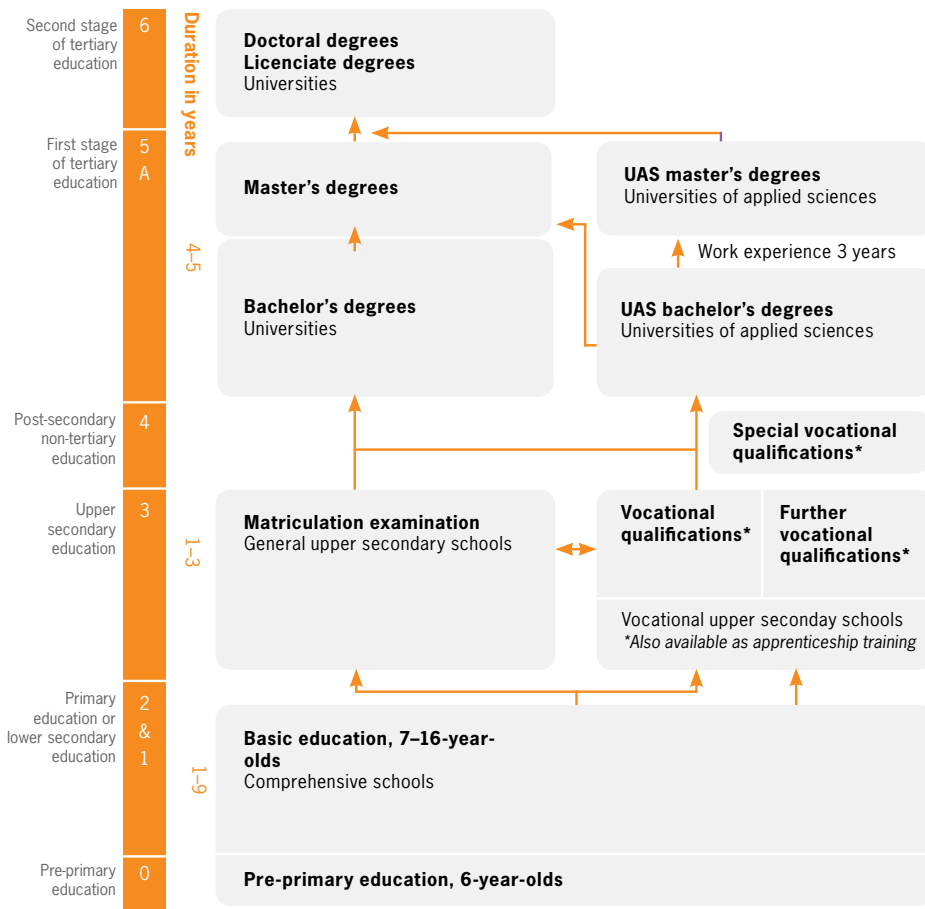 Second stage
of tertiary
education
6
Duration in years
Doctoral degrees
Licenciate degrees
Universities
First stage
of tertiary
education
5
A
4–5
Master's degrees
UAS master's degrees
Universities of applied sciences
Work experience 3 years
Bachelor's degrees
Universities
UAS bachelor's degrees
Universities of applied sciences
Post-secondary
non-tertiary
education
4
Special vocational
qualifications*
Upper
secondary
education
3
1–3
Matriculation examination
General upper secondary schools
Vocational
qualifications*
Further
vocational
qualifications*
Vocational upper seconday schools
*Also available as apprenticeship training
Primary
education or
lower secondary
education
2
&
1
1–9
Basic education, 7–16-year-
olds
Comprehensive schools
Pre-primary
education
0
Pre-primary education, 6-year-olds